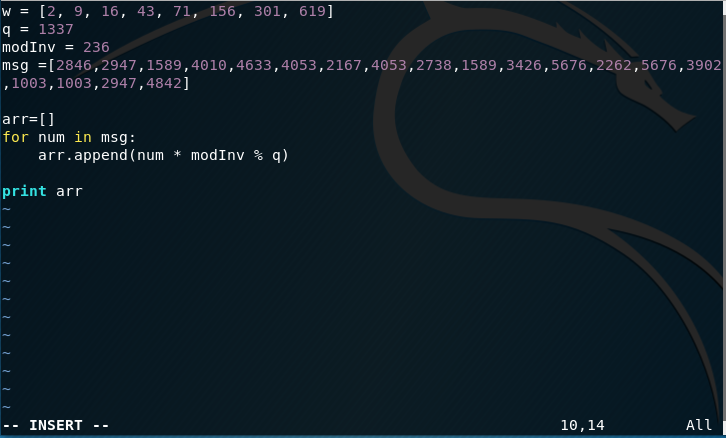 w = [2, 9, 16, 43, 71, 156, 301, 619]
q = 1337
modInv = 236
msg =[2846,2947,1589,4010,4633,4053,2167,4053,2738,1589,3426,5676,2262,5676,3902
,1003,1003,2947,4842]
arr=[]
for num in msg:
    arr.append(num * modInv % q)
print arr
~
~
~
~
~
~
~
~
~
~
~
~
-- INSERT -- 10,14 All